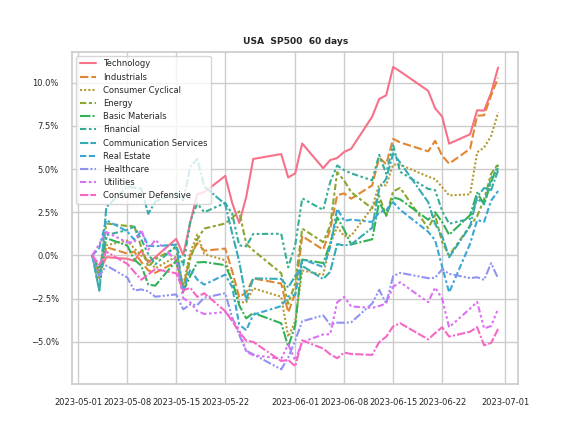 USA  SP500  60 days
10.0%
7.5%
5.0%
2.5%
0.0%
−2.5%
−5.0%
Technology
Industrials
Consumer Cyclical
Energy
Basic Materials
Financial
Communication Services
Real Estate
Healthcare
Utilities
Consumer Defensive
2023-05-01 2023-05-08 2023-05-15 2023-05-22 2023-06-01 2023-06-08 2023-06-15 2023-06-22 2023-07-01